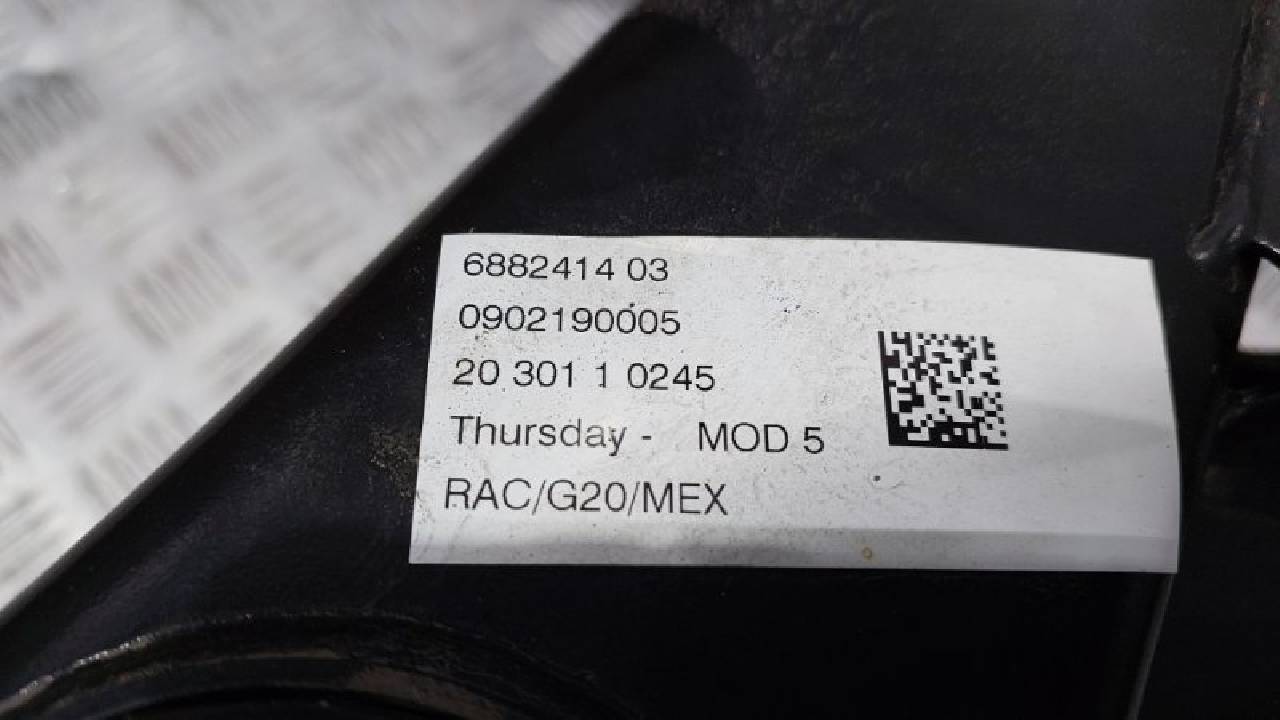 6882414 03
0902190005
20 301 1 0245
Thursday - MOD 5
RAC/G20/MEX